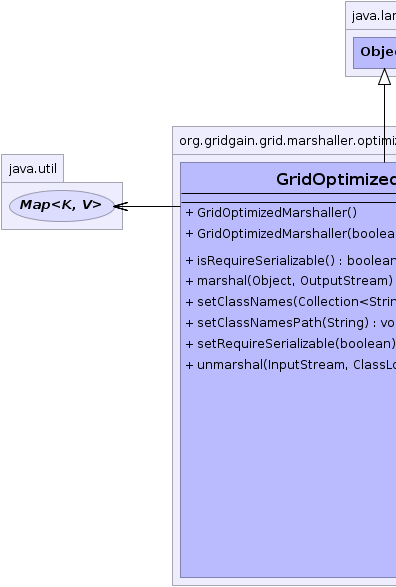 java.lan
Objec
org.gridgain.grid.marshaller.optimiz
java.util
GridOptimized
Map<K, V>
+ GridOptimizedMarshaller()
+ GridOptimizedMarshaller(boolea
+ isRequireSerializable() : boolean
+ marshal(Object, OutputStream)
+ setClassNames(Collection<Strin
+ setClassNamesPath(String) : vo
+ setRequireSerializable(boolean)
+ unmarshal(InputStream, ClassLo